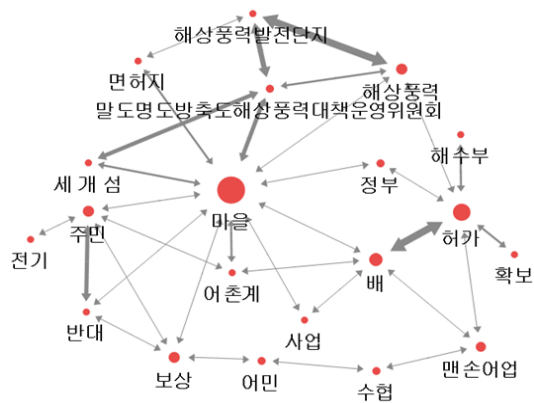 해상풍력발전단지
면허지
해상풍력
말도명도방축도해상풍력대책운영위원회
해수부
세개섬
정부
주민
마을
허가
전기
확보
어촌계
배
반대
사업
보상
어민
수협
맨손어업